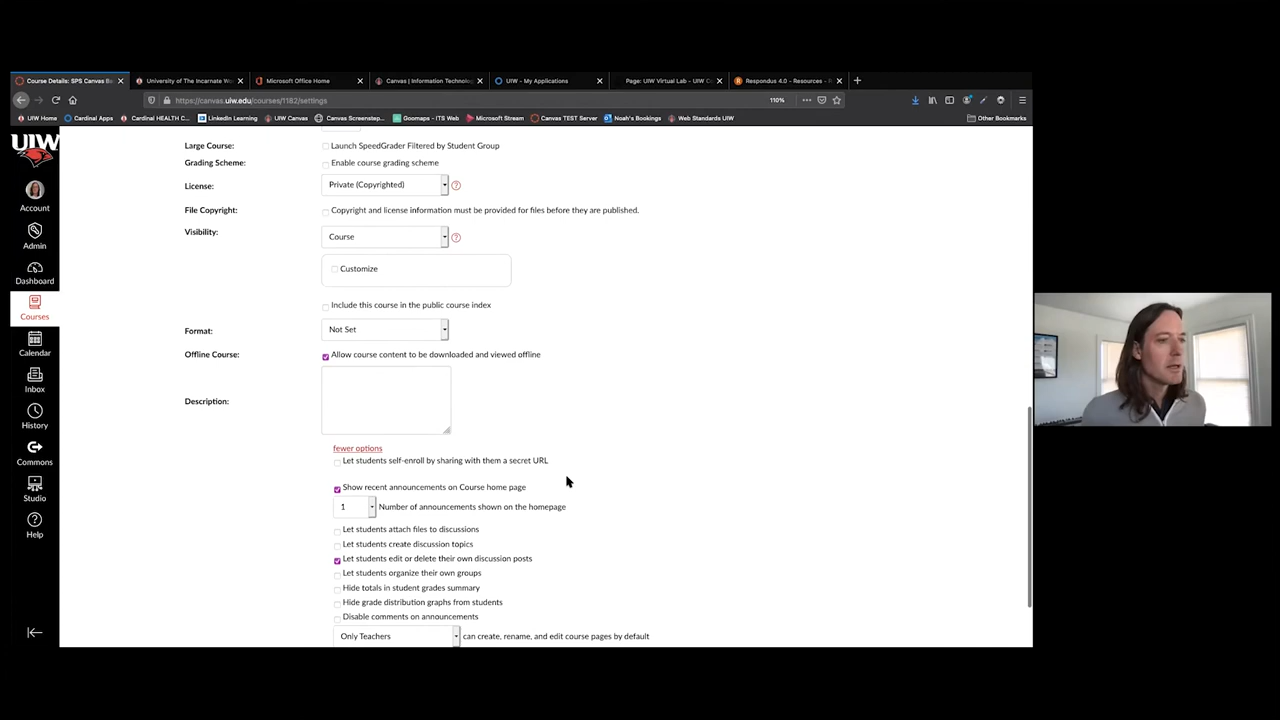 Course Details: SPS Canvas Ba
University of The Incarnate Wo
Microsoft Office Home
Canvas | Information Technolo
UIW - My Applications
Page: UIW Virtual Lab - UIW C
Respondus 4.0 - Resources - R
https://canvas.uiw.edu/courses/1182/settings
110%
UIW Home
Cardinal Apps
Cardinal HEALTH C...
LinkedIn Learning
UIW Canvas
Canvas Screenstep...
Goomaps - ITS Web
Microsoft Stream
Canvas TEST Server
Noah's Bookings
Web Standards UIW
Other Bookmarks
UIW
Account
Admin
Dashboard
Courses
Calendar
Inbox
History
Commons
Studio
Help
Large Course: Launch SpeedGrader Filtered by Student Group
Grading Scheme: Enable course grading scheme
License: Private (Copyrighted)
File Copyright: Copyright and license information must be provided for files before they are published.
Visibility: Course
Customize
Include this course in the public course index
Format: Not Set
Offline Course: Allow course content to be downloaded and viewed offline
Description:
fewer options
Let students self-enroll by sharing with them a secret URL
Show recent announcements on Course home page
1 Number of announcements shown on the homepage
Let students attach files to discussions
Let students create discussion topics
Let students edit or delete their own discussion posts
Let students organize their own groups
Hide totals in student grades summary
Hide grade distribution graphs from students
Disable comments on announcements
Only Teachers can create, rename, and edit course pages by default